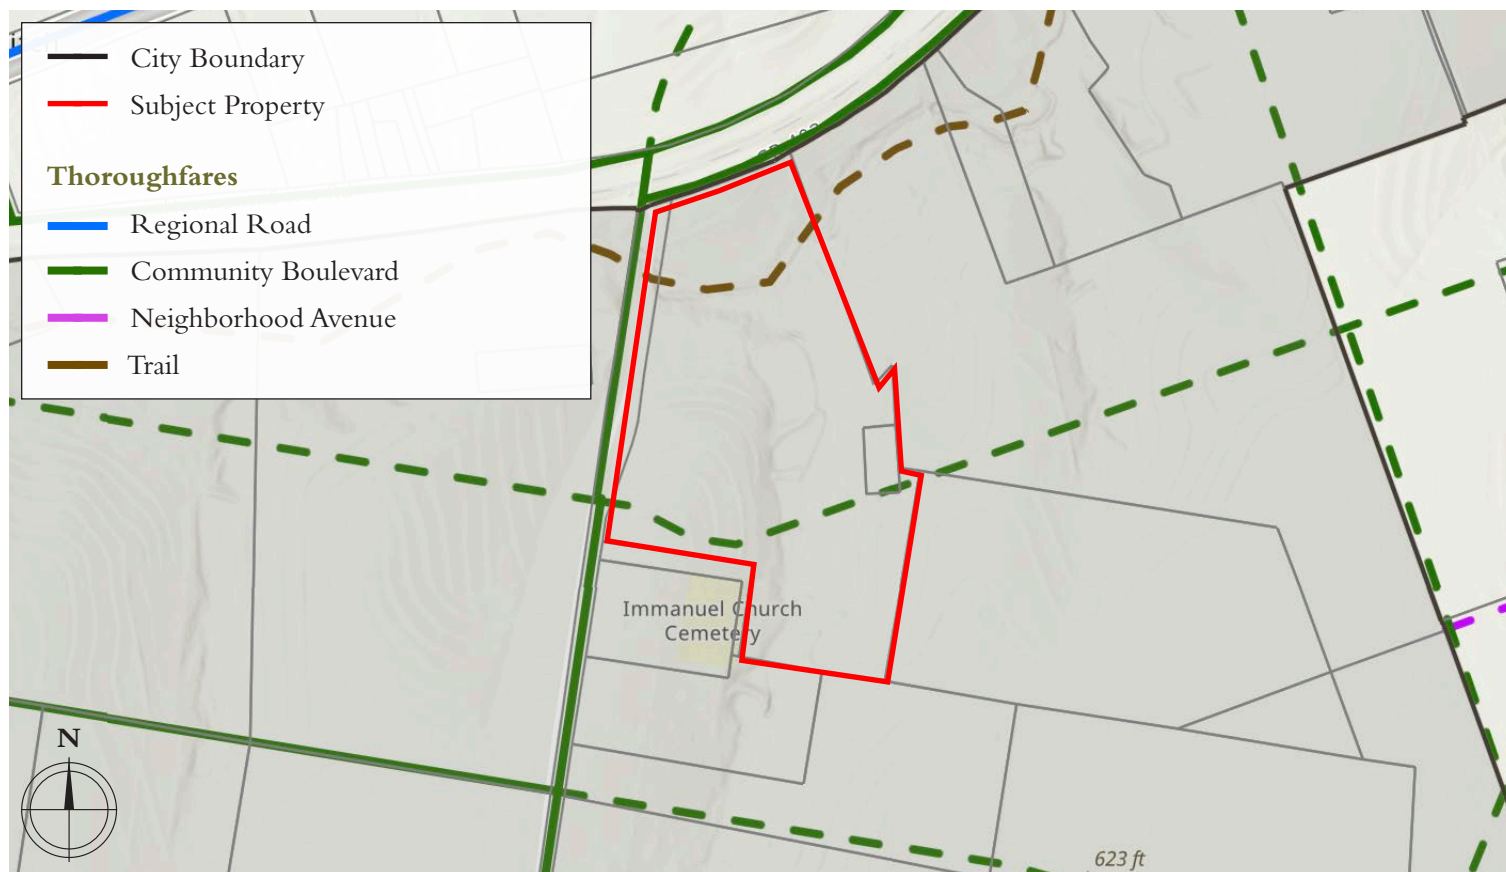 City Boundary
Subject Property
Thoroughfares
Regional Road
Community Boulevard
Neighborhood Avenue
Trail
Immanuel Church
Cemetery
N
623 ft